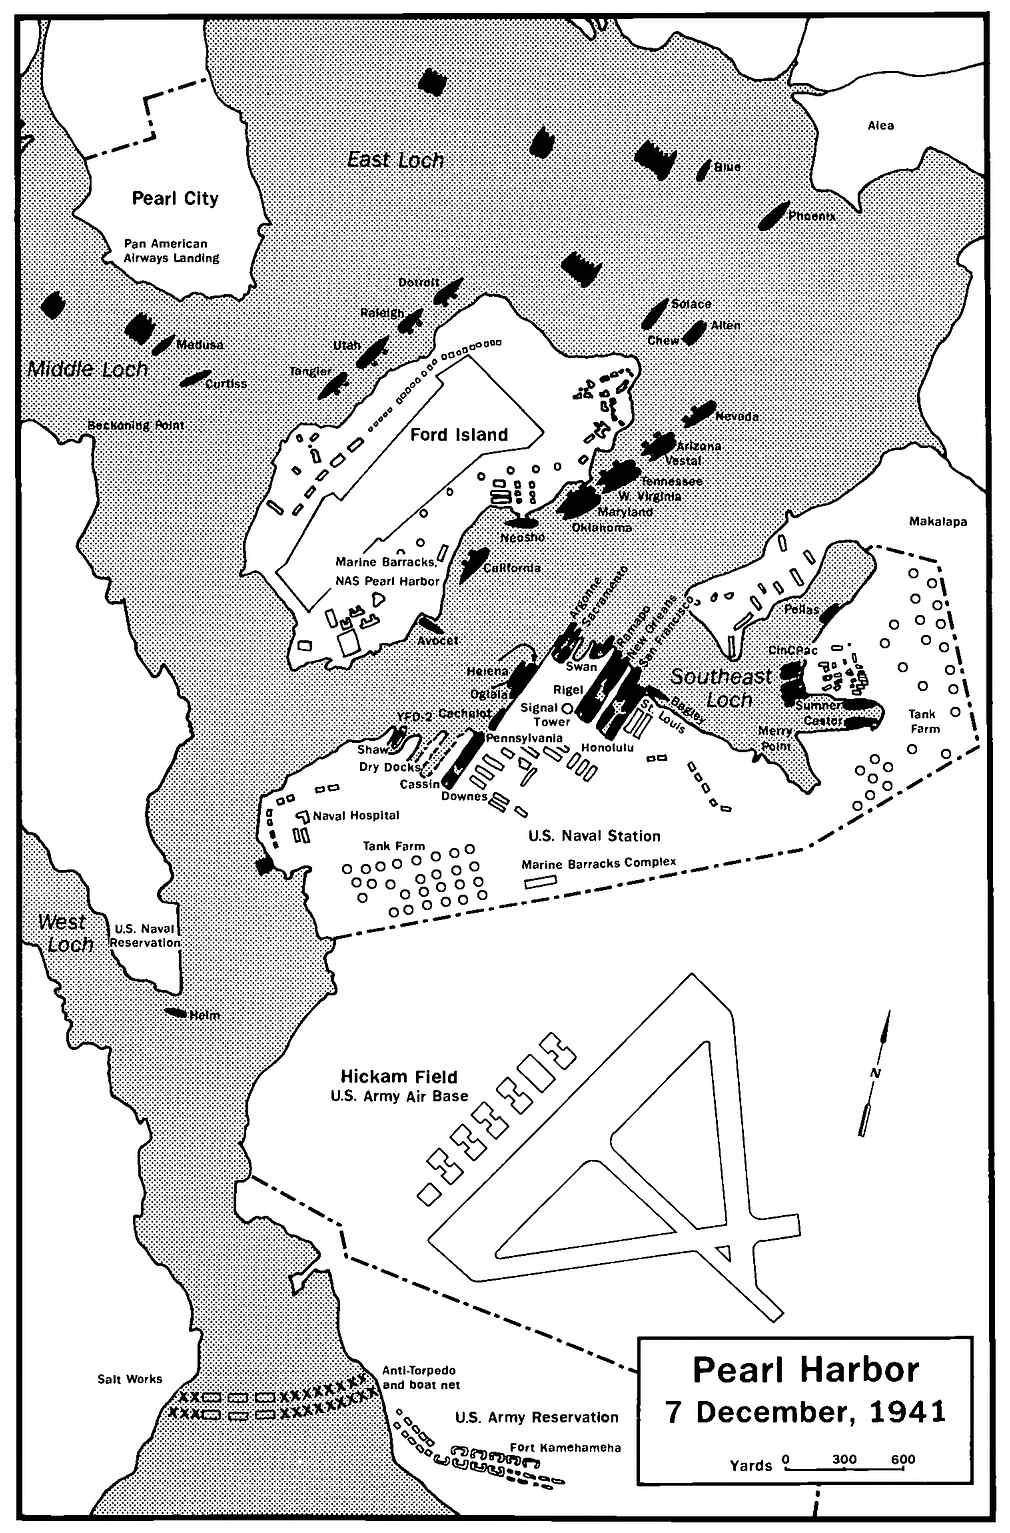 Aiea
East Loch
Blue
Pearl City
Phoenix
Pan American
Airways Landing
Detroit
Solace
Raleigh
Allen
Chew
Utah
Medusa
Middle Loch
Tangier
Curtiss
Nevada
Beckoning Point
Ford Island
Arizona
Vestal
Tennessee
W. Virginia
Maryland
Oklahoma
Makalapa
Neosho
Marine Barracks,
NAS Pearl Harbor
California
Argonne
Sacramento
Ramapo
New Orleans
San Francisco
Pelias
Avocet
CinCPac
Swan
Helena
Southeast
Loch
Oglala
Rigel
Bagley
St. Louis
Sumner
Castor
Signal
Tower
YFD-2
Cachalot
Tank
Farm
Merry
Point
Pennsylvania
Shaw
Honolulu
Dry Docks
Cassin
Downes
Naval Hospital
U.S. Naval Station
Tank Farm
Marine Barracks Complex
West
Loch
U.S. Naval
Reservation
Helm
Hickam Field
U.S. Army Air Base
N
Salt Works
Anti-Torpedo
and boat net
XXX
XXXXXXXX
XXX
XXXXXXXXX
U.S. Army Reservation
Fort Kamehameha
Pearl Harbor
7 December, 1941
Yards 0 300 600